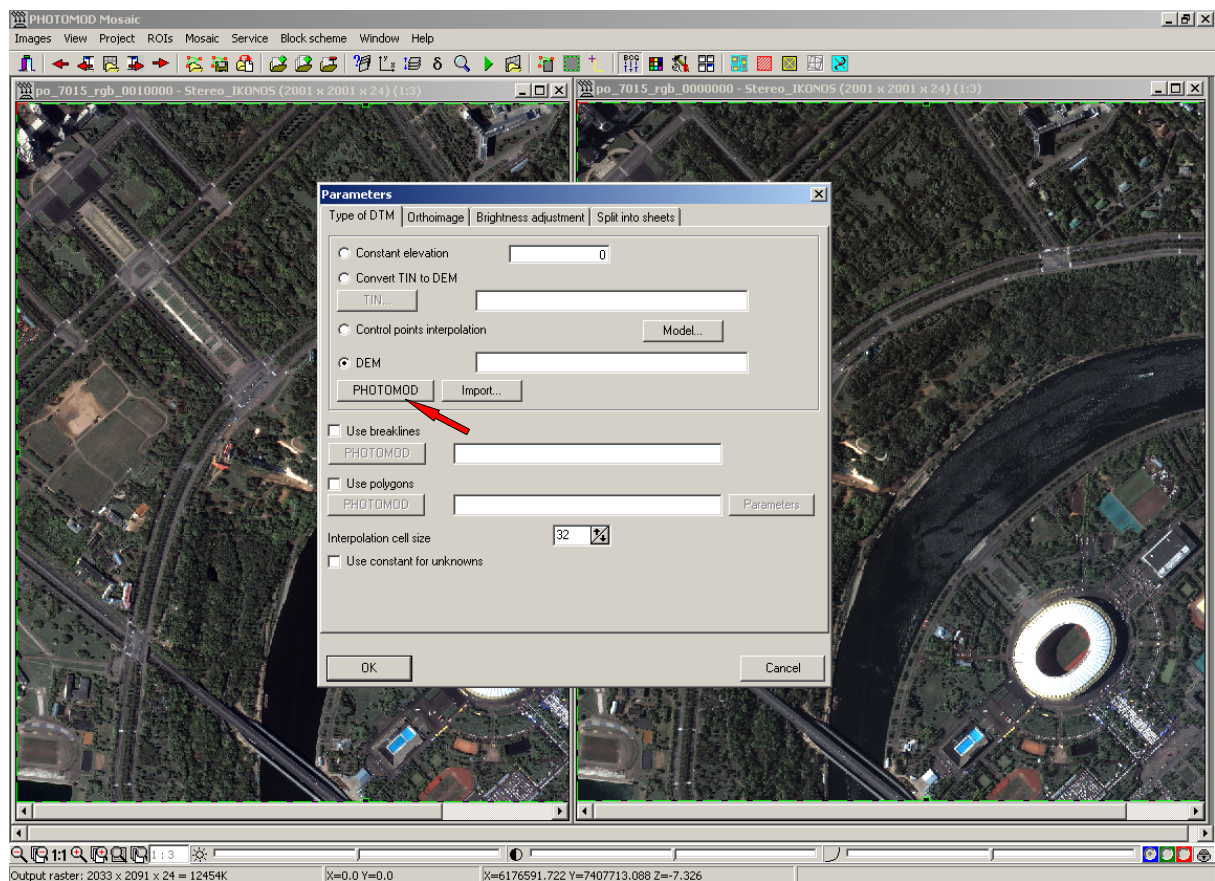 PHOTOMOD Mosaic
Images View Project ROIs Mosaic Service Block scheme Window Help
po_7015_rgb_0010000 - Stereo_IKONOS (2001 x 2001 x 24) (1:3)
po_7015_rgb_0000000 - Stereo_IKONOS (2001 x 2001 x 24) (1:3)
Parameters
Type of DTM Orthoimage Brightness adjustment Split into sheets
Constant elevation 0
Convert TIN to DEM
TIN...
Control points interpolation Model...
DEM
PHOTOMOD Import...
Use breaklines
PHOTOMOD
Use polygons
PHOTOMOD Parameters
Interpolation cell size 32
Use constant for unknowns
OK Cancel
1:1 1 : 3
Output raster: 2033 x 2091 x 24 = 12454K X=0.0 Y=0.0 X=6176591.722 Y=7407713.088 Z=-7.326